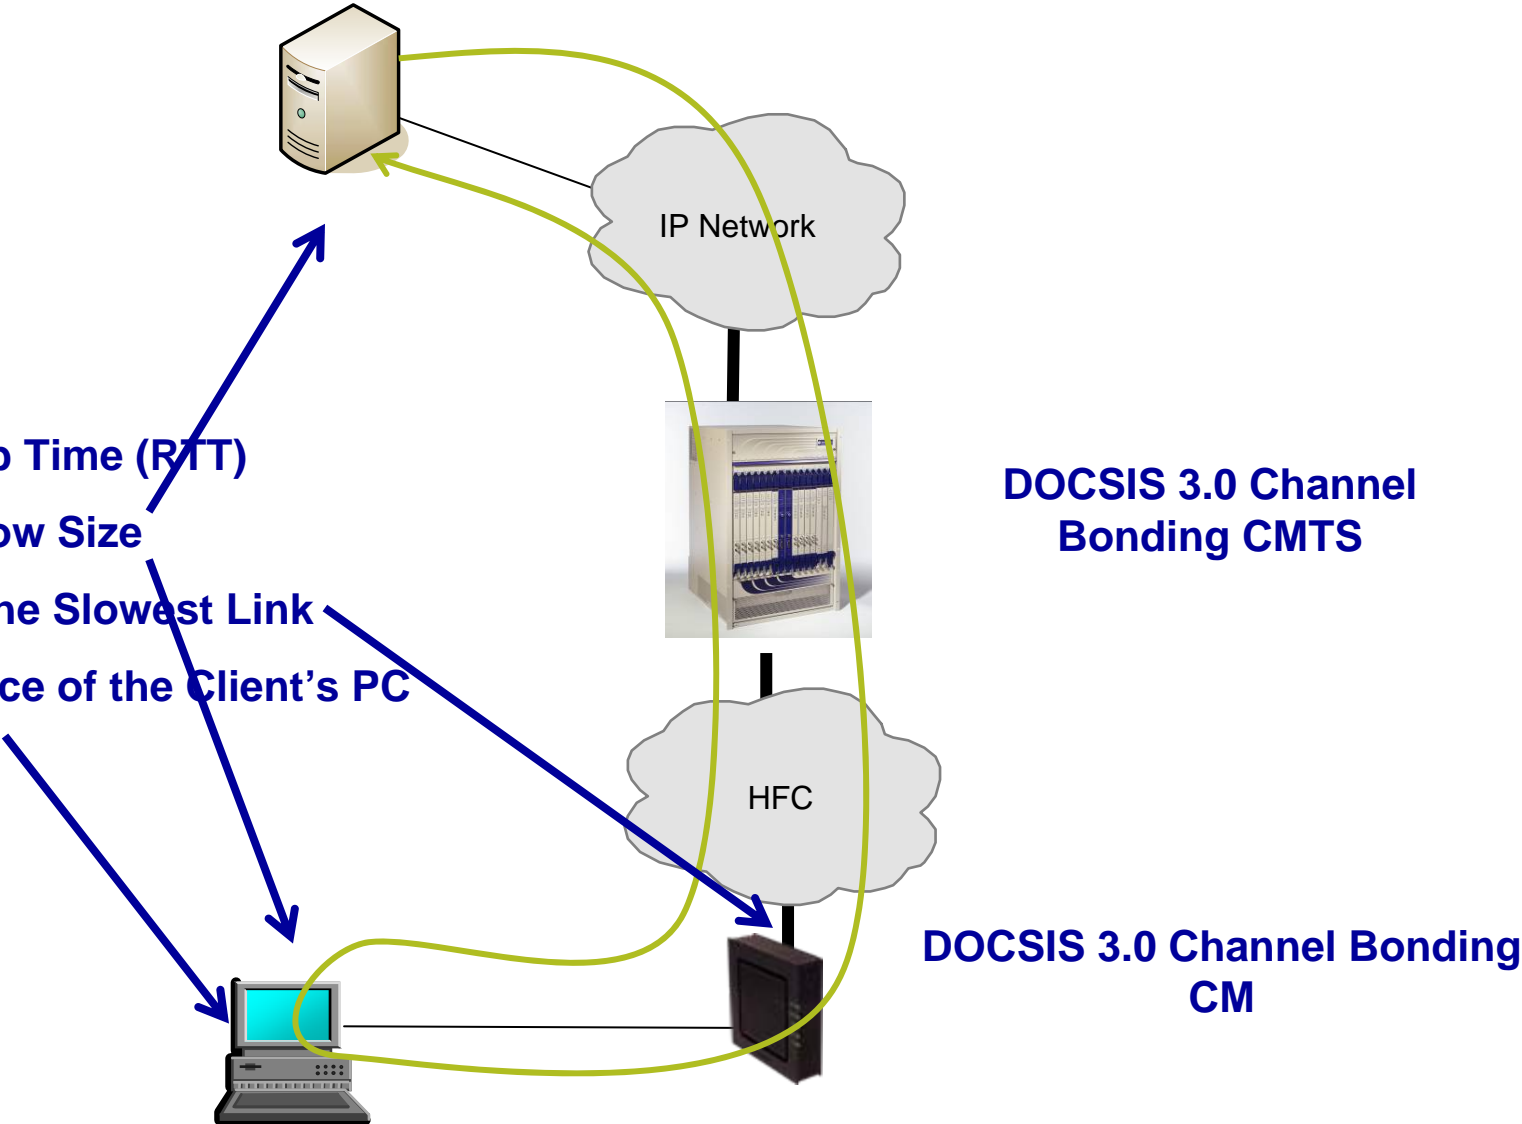 IP Network
p Time (RTT)
ow Size
he Slowest Link
ce of the Client's PC
DOCSIS 3.0 Channel
Bonding CMTS
HFC
DOCSIS 3.0 Channel Bonding
CM